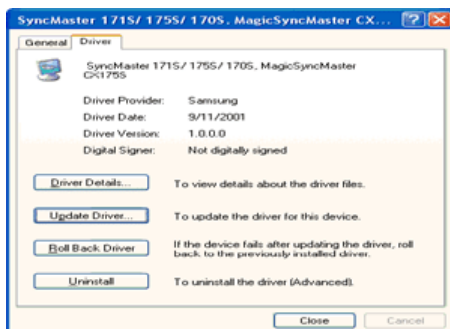 SyncMaster 171S/ 175S/ 170S, MagicSyncMaster CX...
General Driver
SyncMaster 171S/ 175S/ 170S, MagicSyncMaster
CX175S
Driver Provider: Samsung
Driver Date: 9/11/2001
Driver Version: 1.0.0.0
Digital Signer: Not digitally signed
Driver Details... To view details about the driver files.
Update Driver... To update the driver for this device.
Roll Back Driver If the device fails after updating the driver, roll
back to the previously installed driver.
Uninstall To uninstall the driver (Advanced).
Close Cancel